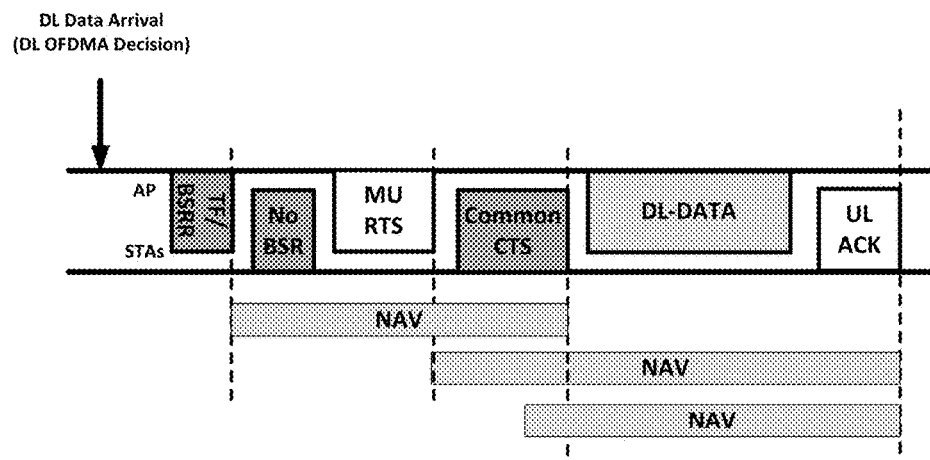 DL Data Arrival
(DL OFDMA Decision)
AP
STAs
TF/
BSRR
No
BSR
MU
RTS
Common
CTS
DL-DATA
UL
ACK
NAV
NAV
NAV